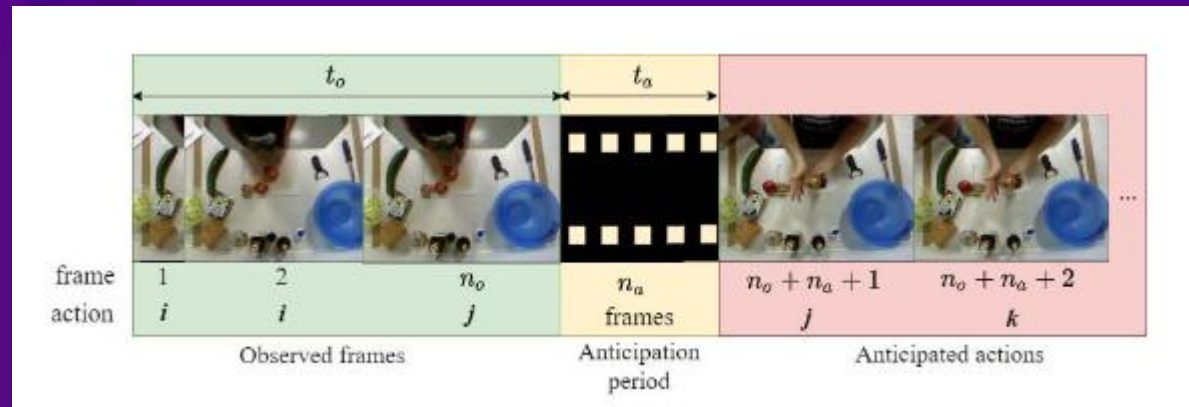 t_o t_a
frame 1 2 n_o n_a n_o + n_a + 1 n_o + n_a + 2 ...
action i i j frames j k
Observed frames Anticipation period Anticipated actions